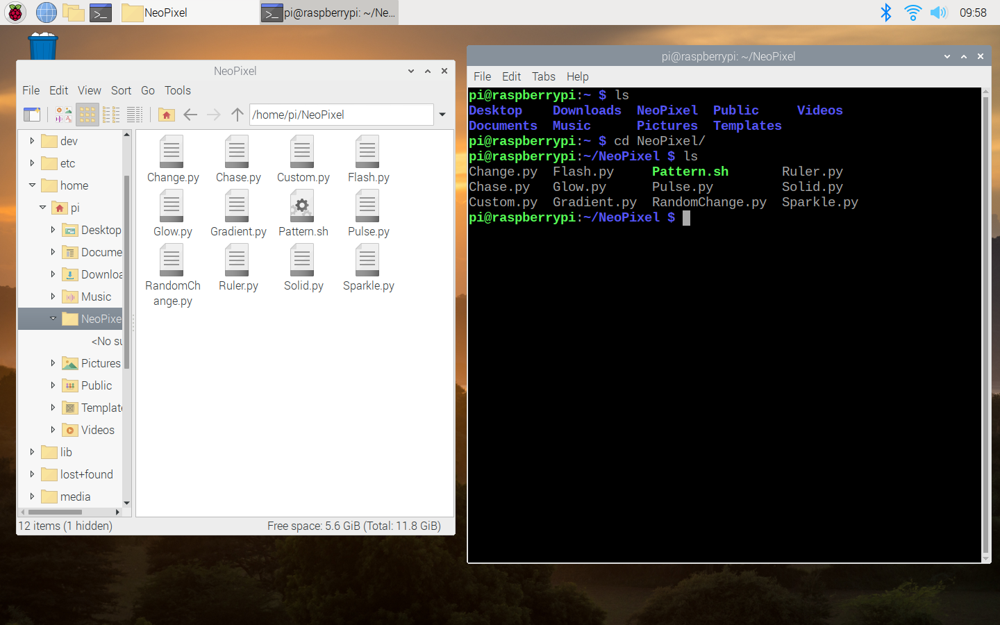 NeoPixel
pi@raspberrypi: ~/Ne...
09:58
NeoPixel
File Edit View Sort Go Tools
/home/pi/NeoPixel
dev
etc
home
pi
Desktop
Docume
Downloa
Music
NeoPixe
<No su
Pictures
Public
Templat
Videos
lib
lost+found
media
Change.py Chase.py Custom.py Flash.py
Glow.py Gradient.py Pattern.sh Pulse.py
RandomCh
ange.py Ruler.py Solid.py Sparkle.py
12 items (1 hidden) Free space: 5.6 GiB (Total: 11.8 GiB)
pi@raspberrypi: ~/NeoPixel
File Edit Tabs Help
pi@raspberrypi:~ $ ls
Desktop    Downloads  NeoPixel  Public     Videos
Documents  Music      Pictures  Templates
pi@raspberrypi:~ $ cd NeoPixel/
pi@raspberrypi:~/NeoPixel $ ls
Change.py  Flash.py     Pattern.sh       Ruler.py
Chase.py   Glow.py      Pulse.py         Solid.py
Custom.py  Gradient.py  RandomChange.py  Sparkle.py
pi@raspberrypi:~/NeoPixel $